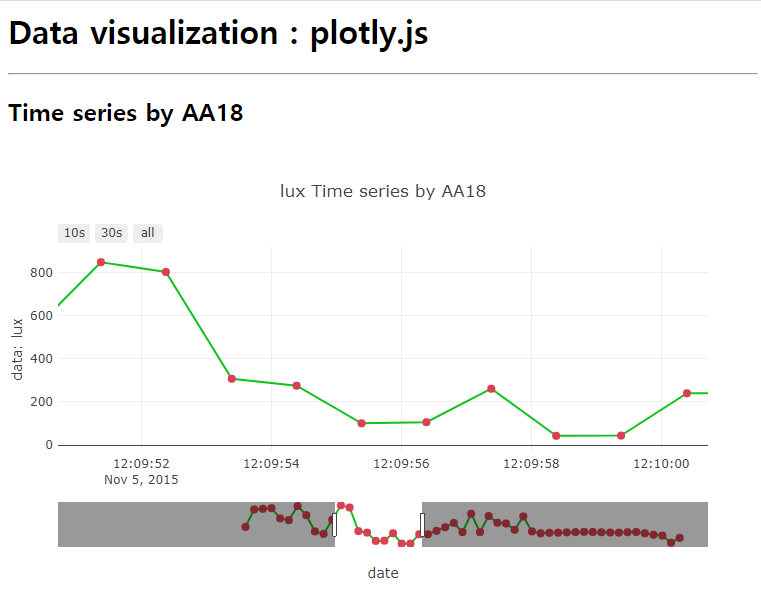 Data visualization : plotly.js
Time series by AA18
lux Time series by AA18
10s 30s all
800
600
400
200
0
data: lux
12:09:52 12:09:54 12:09:56 12:09:58 12:10:00
Nov 5, 2015
date